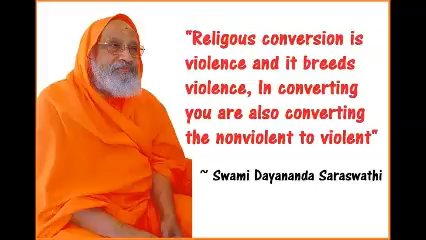 "Religous conversion is
violence and it breeds
violence, In converting
you are also converting
the nonviolent to violent"
~ Swami Dayananda Saraswathi